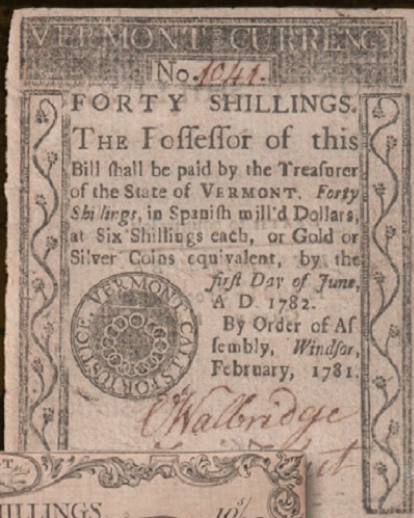 VERMONT CURRENCY
No. 1041.
FORTY SHILLINGS.
THE Poſſeſſor of this
Bill ſhall be paid by the Treaſurer
of the State of VERMONT, Forty
Shillings, in Spaniſh mill'd Dollars,
at Six Shillings each, or Gold or
Silver Coins equivalent, by the
firſt Day of June,
A D. 1782.
By Order of Aſ
ſembly, Windſor,
February, 1781.
VERMONT CALLS FOR JUSTICE.
Walbridge
HILLINGS
10s/